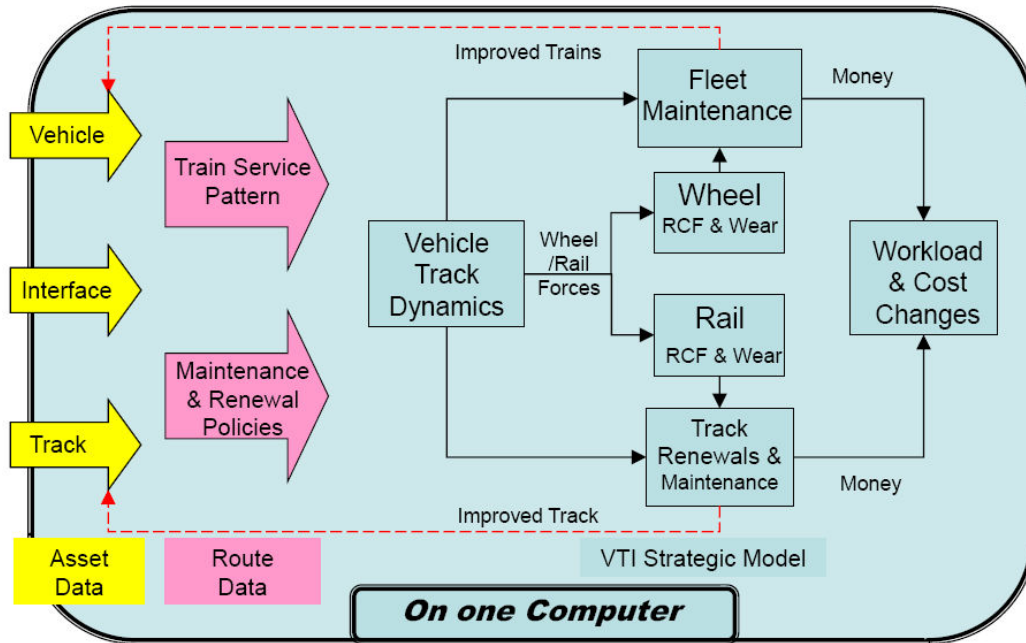 Improved Trains
Vehicle
Train Service
Pattern
Fleet
Maintenance
Money
Wheel
RCF & Wear
Interface
Vehicle
Track
Dynamics
Wheel
/Rail
Forces
Workload
& Cost
Changes
Rail
RCF & Wear
Maintenance
& Renewal
Policies
Track
Track
Renewals &
Maintenance
Money
Improved Track
Asset
Data
Route
Data
VTI Strategic Model
On one Computer